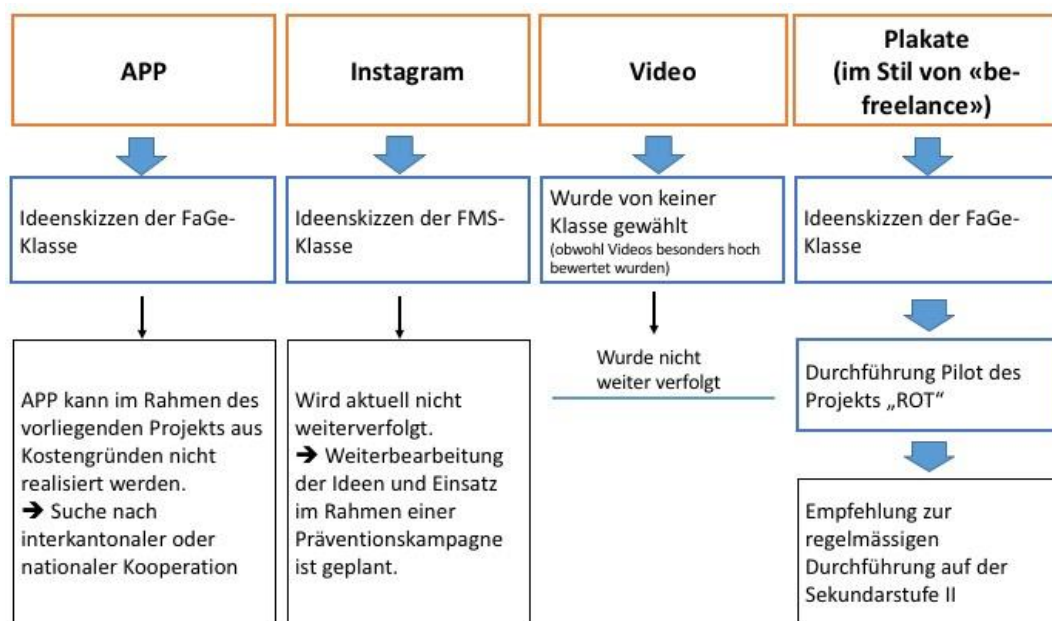 APP
Ideenskizzen der FaGe-
Klasse
APP kann im Rahmen des
vorliegenden Projekts aus
Kostengründen nicht
realisiert werden.
➔ Suche nach
interkantonaler oder
nationaler Kooperation
Instagram
Ideenskizzen der FMS-
Klasse
Wird aktuell nicht
weiterverfolgt.
➔ Weiterbearbeitung
der Ideen und Einsatz
im Rahmen einer
Präventionskampagne
ist geplant.
Video
Wurde von keiner
Klasse gewählt
(obwohl Videos besonders hoch
bewertet wurden)
Wurde nicht
weiter verfolgt
Plakate
(im Stil von «be-
freelance»)
Ideenskizzen der FaGe-
Klasse
Durchführung Pilot des
Projekts „ROT“
Empfehlung zur
regelmässigen
Durchführung auf der
Sekundarstufe II